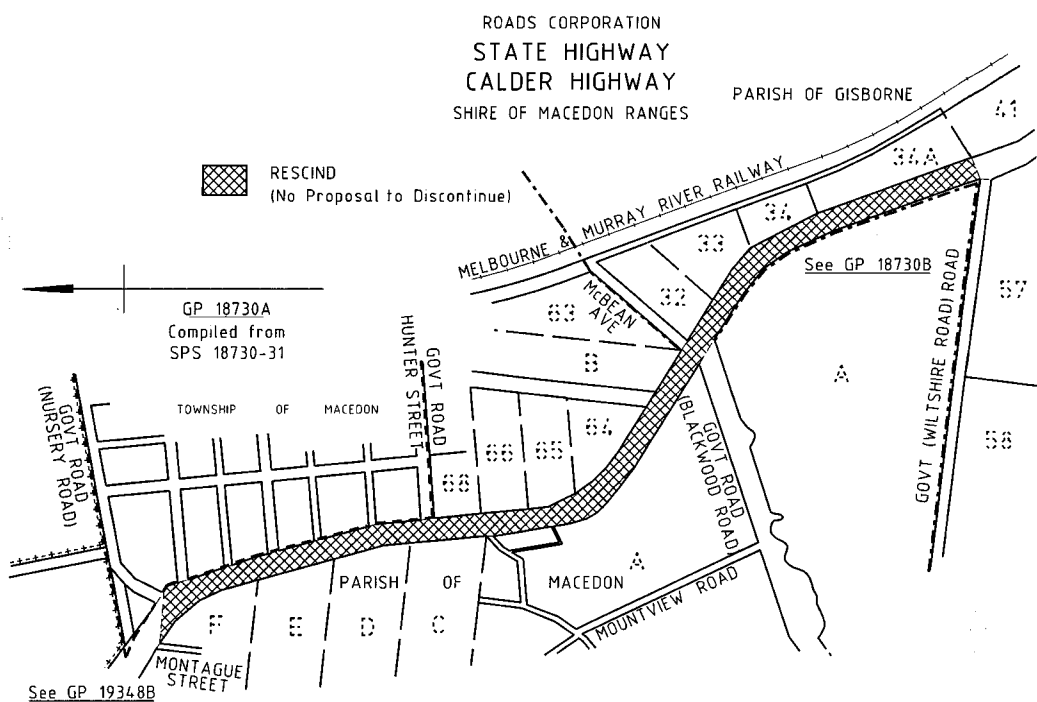 ROADS CORPORATION
STATE HIGHWAY
CALDER HIGHWAY
SHIRE OF MACEDON RANGES
PARISH OF GISBORNE
41
34A
RESCIND
(No Proposal to Discontinue)
MELBOURNE & MURRAY RIVER RAILWAY
34
33
32
See GP 18730B
McBEAN
AVE
57
GP 18730A
Compiled from
SPS 18730-31
63
B
A
GOVT ROAD
HUNTER STREET
GOVT ROAD
(NURSERY ROAD)
TOWNSHIP OF MACEDON
64
65
66
68
GOVT ROAD
(BLACKWOOD ROAD)
GOVT (WILTSHIRE ROAD) ROAD
58
PARISH OF MACEDON
A
F
E
D
C
MOUNTVIEW ROAD
MONTAGUE
STREET
See GP 19348B